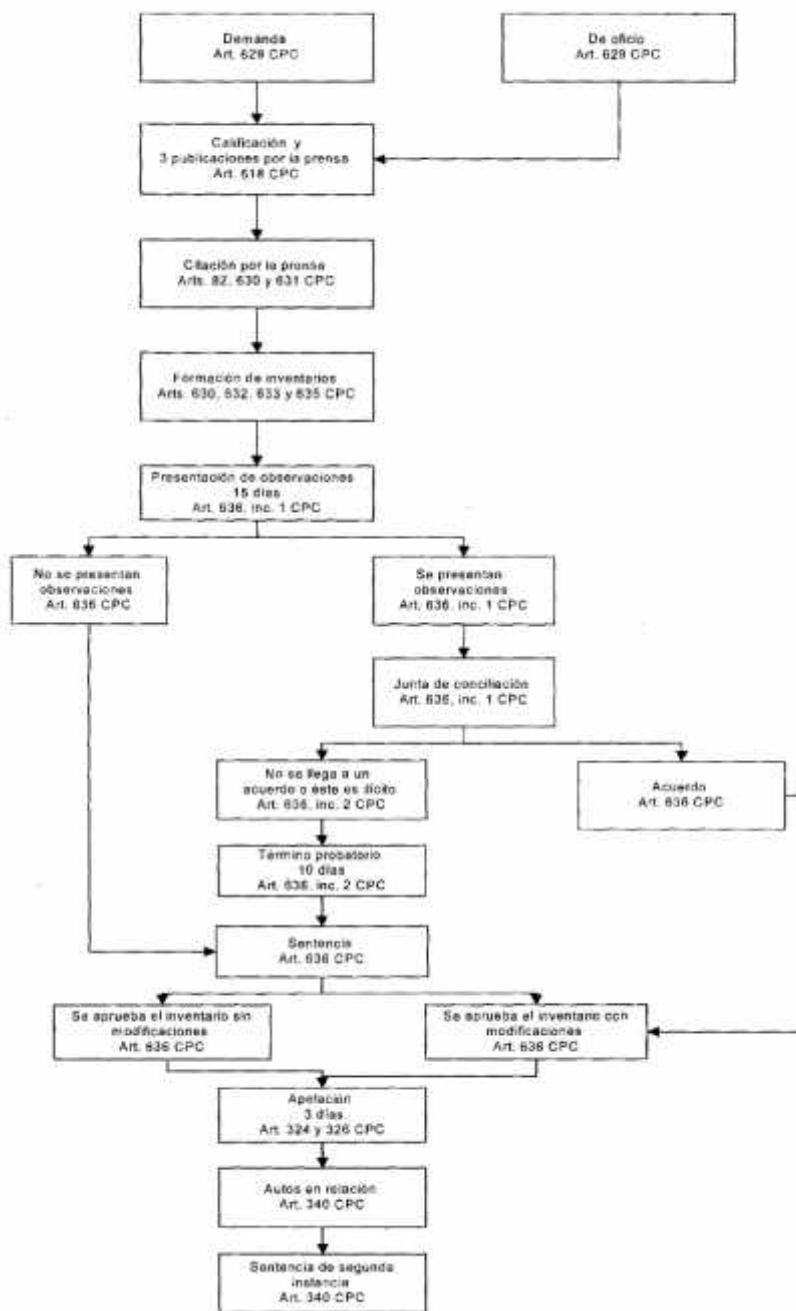 Demanda
Art. 629 CPC
De oficio
Art. 629 CPC
Calificación y
3 publicaciones por la prensa
Art. 618 CPC
Citación por la prensa
Arts. 82, 630 y 631 CPC
Formación de inventarios
Arts. 630, 632, 633 y 635 CPC
Presentación de observaciones
15 días
Art. 636, inc. 1 CPC
No se presentan
observaciones
Art. 636 CPC
Se presentan
observaciones
Art. 636, inc. 1 CPC
Junta de conciliación
Art. 636, inc. 1 CPC
No se llega a un
acuerdo o éste es ilícito
Art. 636, inc. 2 CPC
Acuerdo
Art. 636 CPC
Término probatorio
10 días
Art. 636, inc. 2 CPC
Sentencia
Art. 636 CPC
Se aprueba el inventario sin
modificaciones
Art. 636 CPC
Se aprueba el inventario con
modificaciones
Art. 636 CPC
Apelación
3 días
Art. 324 y 326 CPC
Autos en relación
Art. 340 CPC
Sentencia de segunda
instancia
Art. 340 CPC